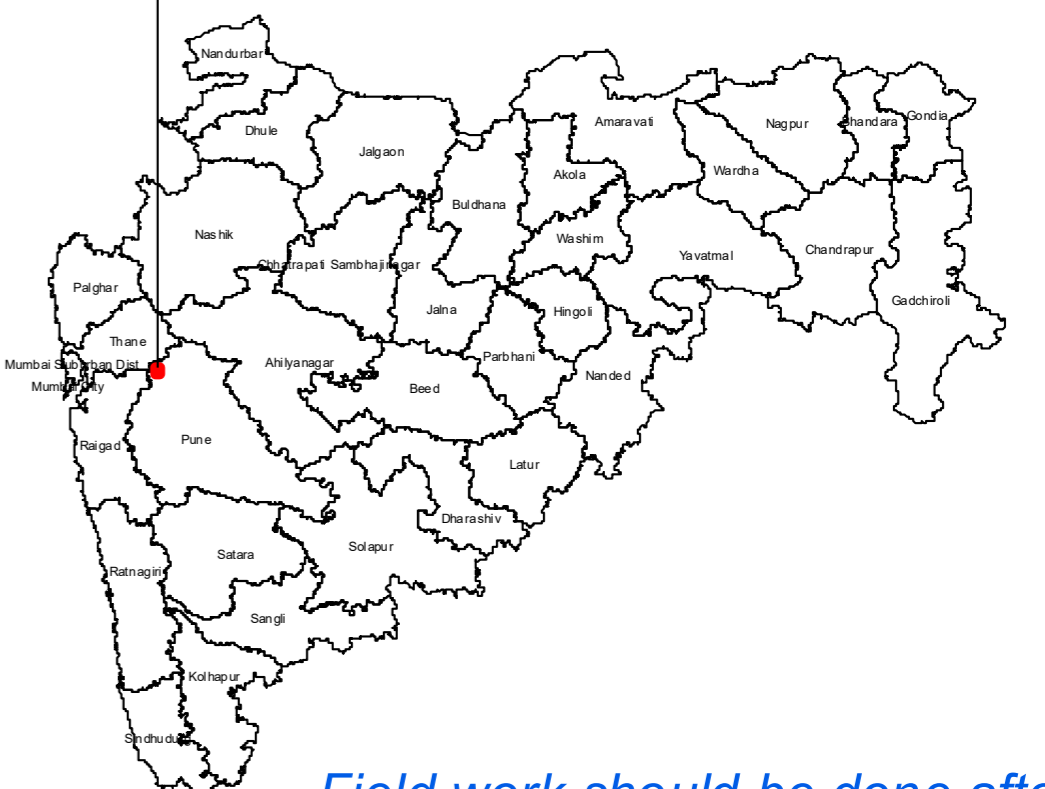 Nandurbar
Dhule
Jalgaon
Amaravati
Nagpur
Bhandara
Gondia
Akola
Wardha
Buldhana
Nashik
Washim
Yavatmal
Chandrapur
Chhatrapati Sambhajinagar
Palghar
Jalna
Hingoli
Gadchiroli
Thane
Parbhani
Mumbai Suburban Dist
Ahilyanagar
Nanded
Mumbai City
Beed
Raigad
Pune
Latur
Dharashiv
Solapur
Satara
Ratnagiri
Sangli
Kolhapur
Field work should be done